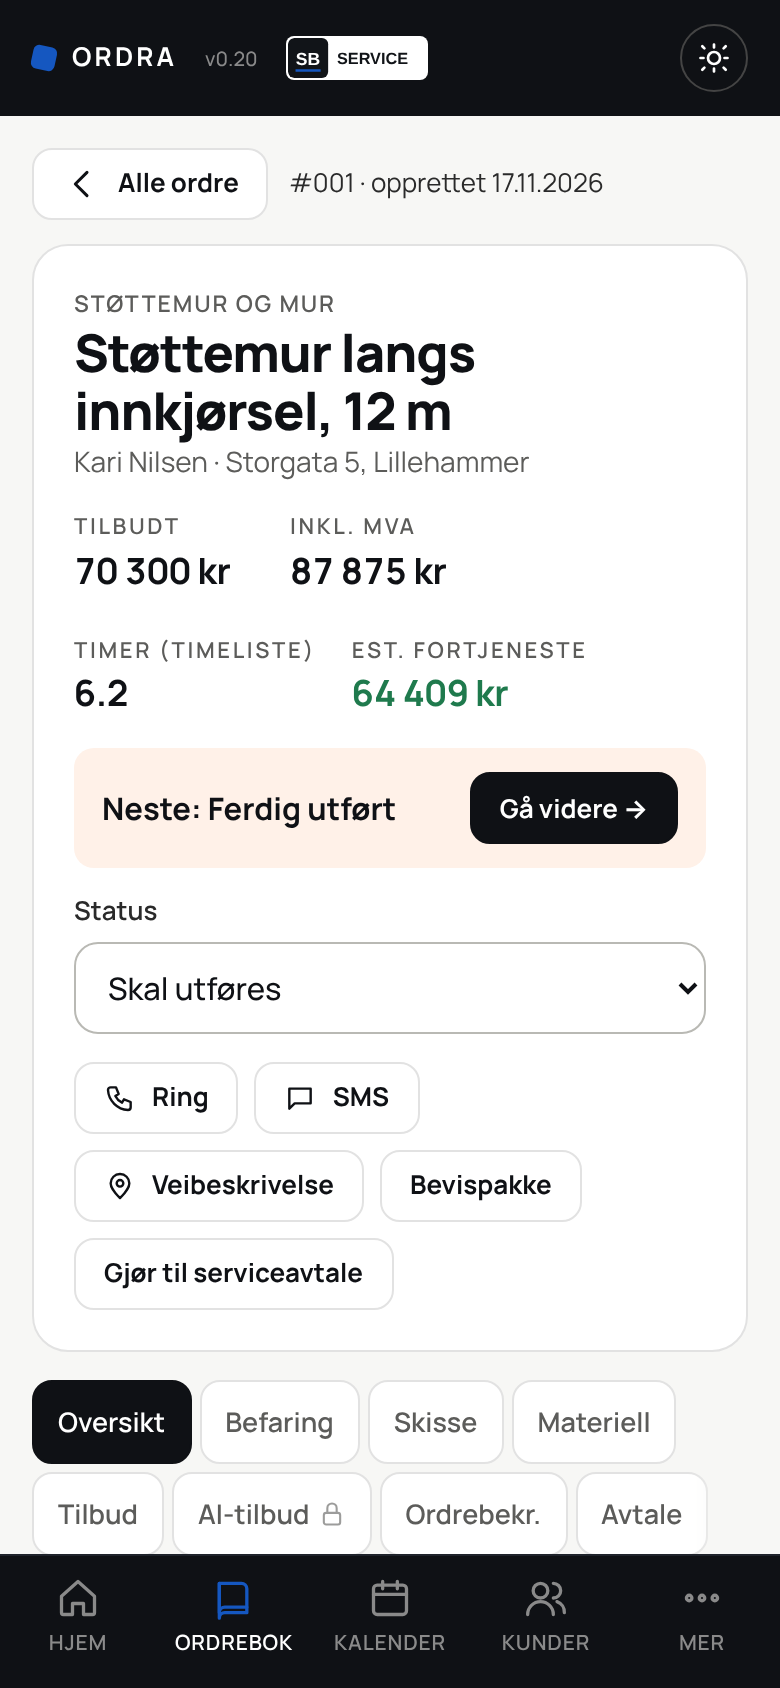 ORDRA v0.20 SB SERVICE
Alle ordre #001 · opprettet 17.11.2026
STØTTEMUR OG MUR
Støttemur langs
innkjørsel, 12 m
Kari Nilsen · Storgata 5, Lillehammer
TILBUDT INKL. MVA
70 300 kr 87 875 kr
TIMER (TIMELISTE) EST. FORTJENESTE
6.2 64 409 kr
Neste: Ferdig utført Gå videre →
Status
Skal utføres
Ring SMS
Veibeskrivelse Bevispakke
Gjør til serviceavtale
Oversikt Befaring Skisse Materiell
Tilbud AI-tilbud Ordrebekr. Avtale
HJEM ORDREBOK KALENDER KUNDER MER